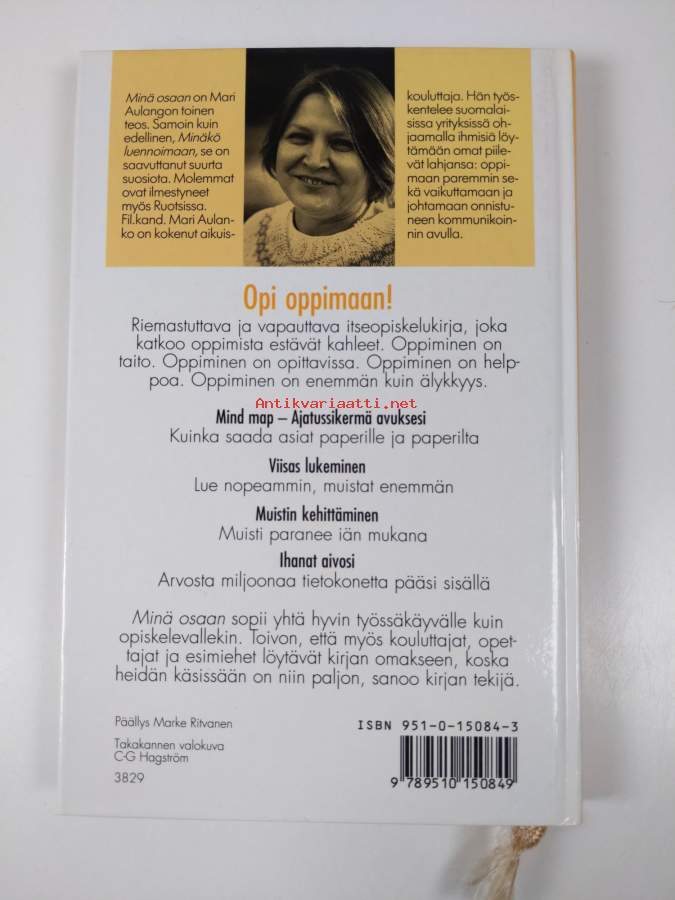 Minä osaan on Mari
Aulangon toinen
teos. Samoin kuin
edellinen, Minäkö
luennoimaan, se on
saavuttanut suurta
suosiota. Molemmat
ovat ilmestyneet
myös Ruotsissa.
Fil.kand. Mari Aulan-
ko on kokenut aikuis-
kouluttaja. Hän työs-
kentelee suomalai-
sissa yrityksissä oh-
jaamalla ihmisiä löy-
tämään omat piile-
vät lahjansa: oppi-
maan paremmin se-
kä vaikuttamaan ja
johtamaan onnistu-
neen kommunikoin-
nin avulla.
Opi oppimaan!
Riemastuttava ja vapauttava itseopiskelukirja, joka
katkoo oppimista estävät kahleet. Oppiminen on
taito. Oppiminen on opittavissa. Oppiminen on help-
poa. Oppiminen on enemmän kuin älykkyys.
Antikvariaatti.net
Mind map – Ajatussikermä avuksesi
Kuinka saada asiat paperille ja paperilta
Viisas lukeminen
Lue nopeammin, muistat enemmän
Muistin kehittäminen
Muisti paranee iän mukana
Ihanat aivosi
Arvosta miljoonaa tietokonetta pääsi sisällä
Minä osaan sopii yhtä hyvin työssäkäyvälle kuin
opiskelevallekin. Toivon, että myös kouluttajat, opet-
tajat ja esimiehet löytävät kirjan omakseen, koska
heidän käsissään on niin paljon, sanoo kirjan tekijä.
Päällys Marke Ritvanen
Takakannen valokuva
C-G Hagström
3829
ISBN 951-0-15084-3
9 789510 150849